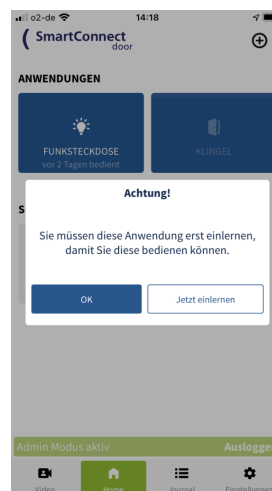 o2-de 14:18
SmartConnect
door
ANWENDUNGEN
FUNKSTECKDOSE
vor 2 Tagen bedient
KLINGEL
S
Achtung!
Sie müssen diese Anwendung erst einlernen,
damit Sie diese bedienen können.
OK
Jetzt einlernen
Admin Modus aktiv
Auslogge
Video
Home
Journal
Einstellungen